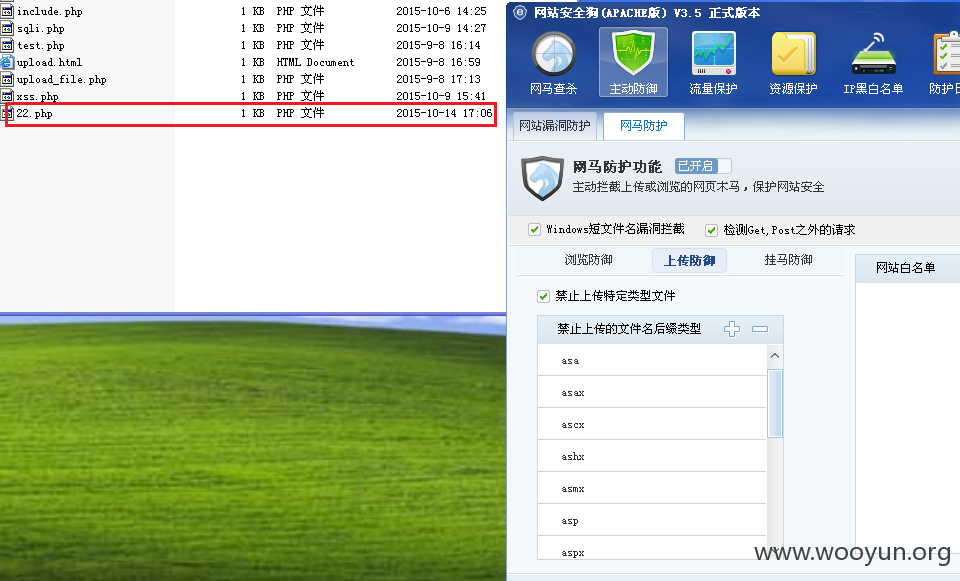 include.php 1 KB PHP 文件 2015-10-6 14:25
sqli.php 1 KB PHP 文件 2015-10-9 14:27
test.php 1 KB PHP 文件 2015-9-8 16:14
upload.html 1 KB HTML Document 2015-9-8 16:59
upload_file.php 1 KB PHP 文件 2015-9-8 17:13
xss.php 1 KB PHP 文件 2015-10-9 15:41
22.php 1 KB PHP 文件 2015-10-14 17:06
网站安全狗(APACHE版) V3.5 正式版本
网马查杀 主动防御 流量保护 资源保护 IP黑白名单 防护日
网站漏洞防护 网马防护
网马防护功能 已开启
主动拦截上传或浏览的网页木马，保护网站安全
Windows短文件名漏洞拦截 检测Get,Post之外的请求
浏览防御 上传防御 挂马防御
网站白名单
禁止上传特定类型文件
禁止上传的文件名后缀类型
asa
asax
ascx
ashx
asmx
asp
aspx
www.wooyun.org